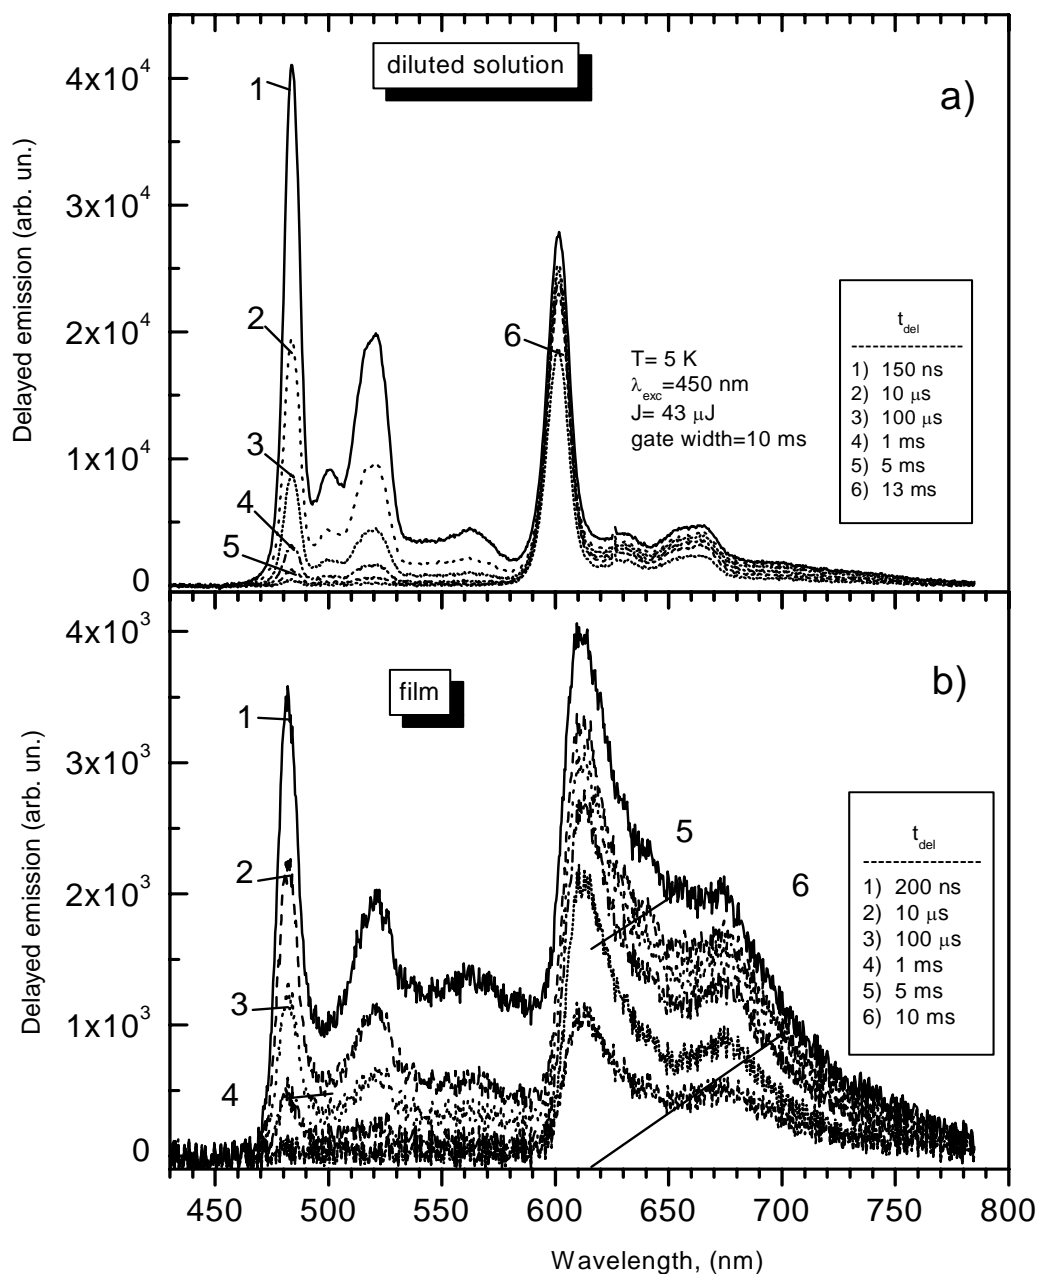 diluted solution
a)
4x10⁴
3x10⁴
2x10⁴
1x10⁴
0
Delayed emission (arb. un.)
1
2
3
4
5
6
T= 5 K
λexc=450 nm
J= 43 μJ
gate width=10 ms
tdel
1) 150 ns
2) 10 μs
3) 100 μs
4) 1 ms
5) 5 ms
6) 13 ms
film
b)
4x10³
3x10³
2x10³
1x10³
0
Delayed emission (arb. un.)
1
2
3
4
5
6
tdel
1) 200 ns
2) 10 μs
3) 100 μs
4) 1 ms
5) 5 ms
6) 10 ms
450 500 550 600 650 700 750 800
Wavelength, (nm)